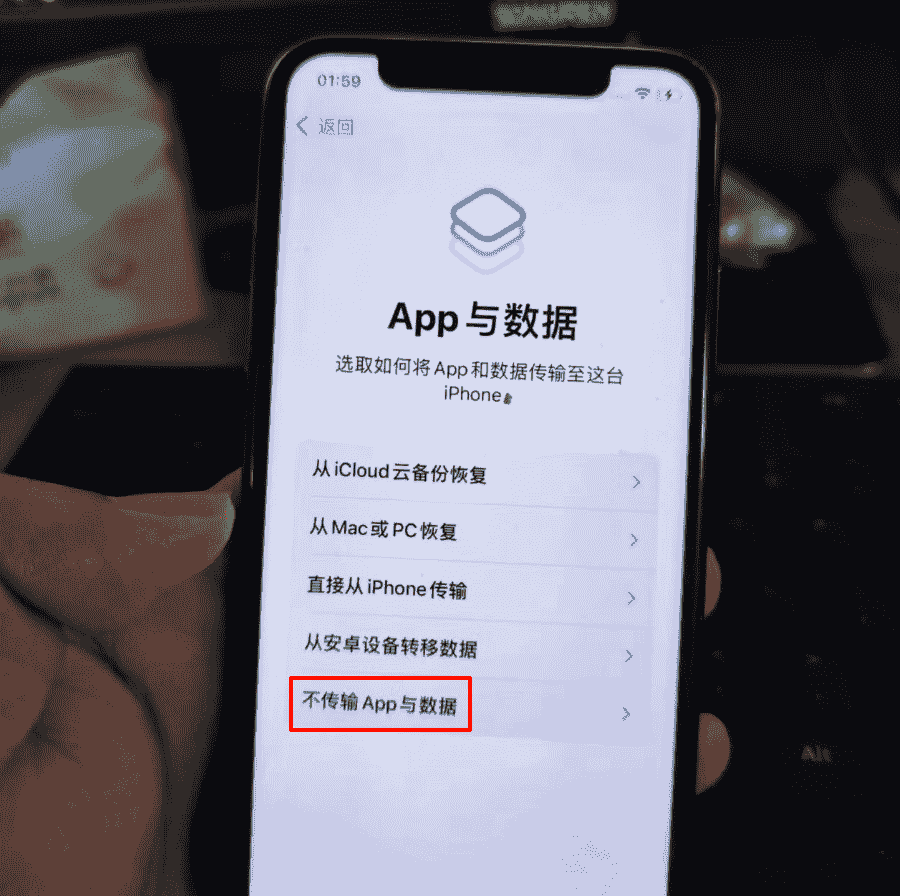 01:59
返回
App与数据
选取如何将App和数据传输至这台
iPhone
从iCloud云备份恢复
从Mac或PC恢复
直接从iPhone传输
从安卓设备转移数据
不传输App与数据
Alt